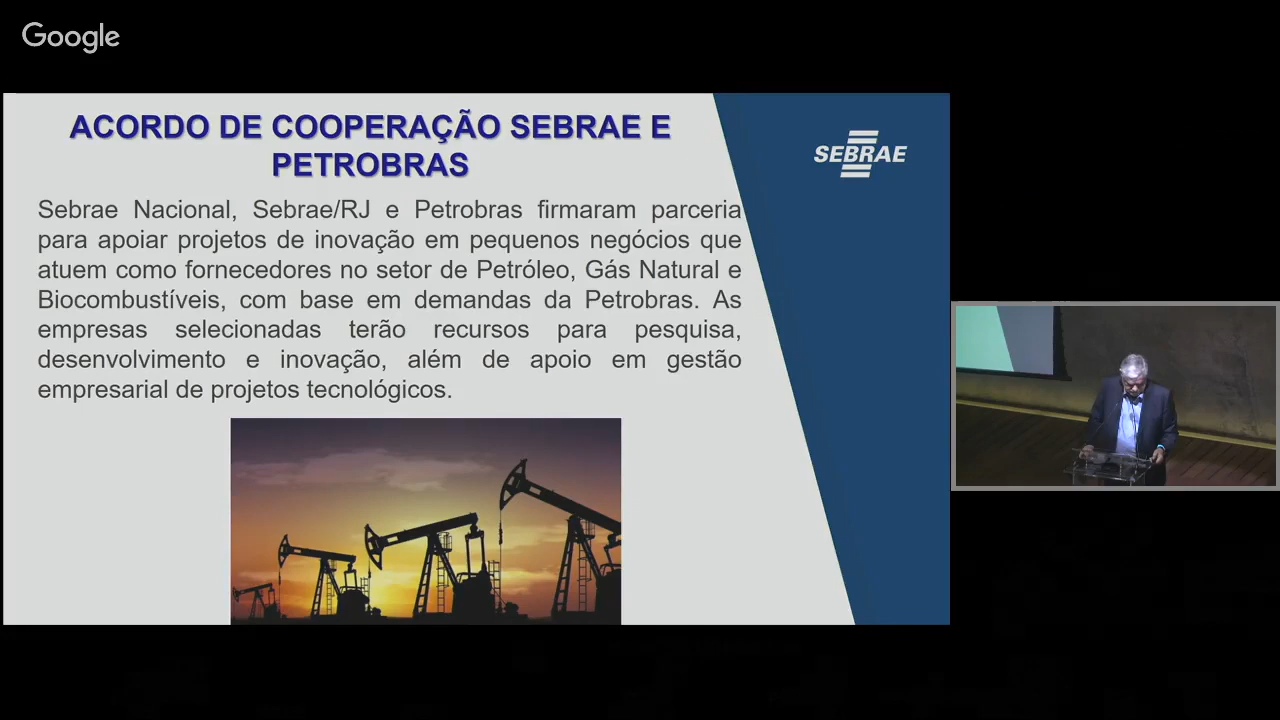 Google
ACORDO DE COOPERAÇÃO SEBRAE E
PETROBRAS
SEBRAE
Sebrae Nacional, Sebrae/RJ e Petrobras firmaram parceria
para apoiar projetos de inovação em pequenos negócios que
atuem como fornecedores no setor de Petróleo, Gás Natural e
Biocombustíveis, com base em demandas da Petrobras. As
empresas selecionadas terão recursos para pesquisa,
desenvolvimento e inovação, além de apoio em gestão
empresarial de projetos tecnológicos.